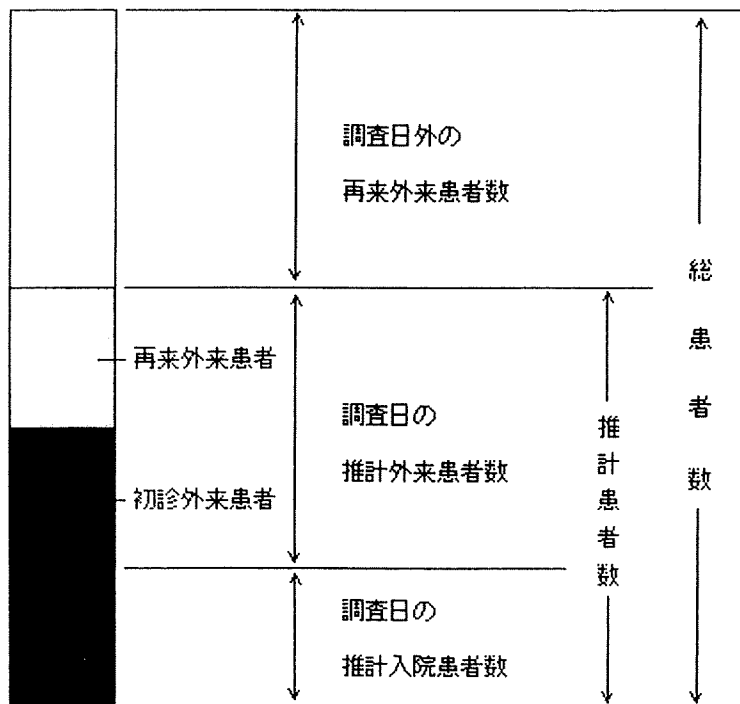 調査日外の
再来外来患者数
総患者数
再来外来患者
調査日の
推計外来患者数
推計患者数
初診外来患者
調査日の
推計入院患者数